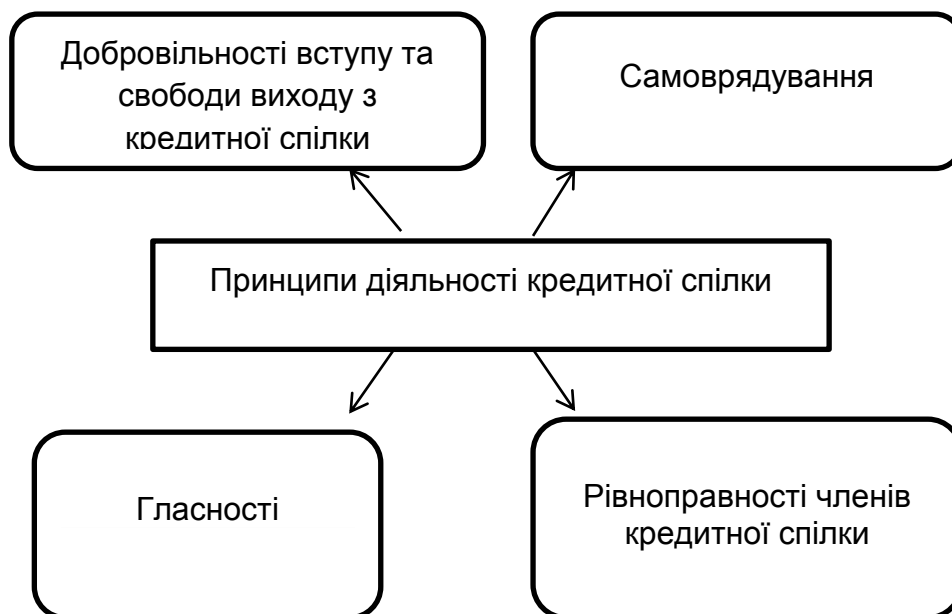 Добровільності вступу та
свободи виходу з
кредитної спілки
Самоврядування
Принципи діяльності кредитної спілки
Гласності
Рівноправності членів
кредитної спілки